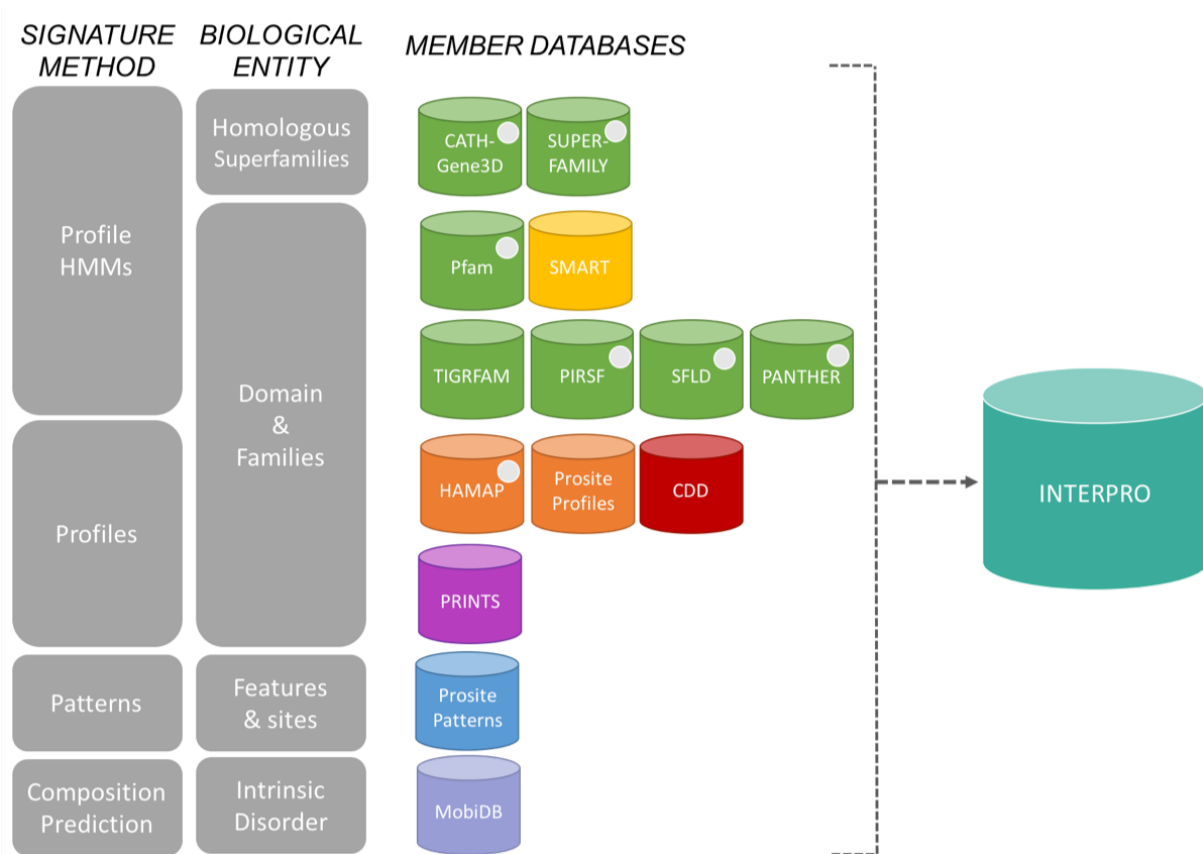 SIGNATURE
METHOD
BIOLOGICAL
ENTITY
MEMBER DATABASES
Profile
HMMs
Profiles
Patterns
Composition
Prediction
Homologous
Superfamilies
Domain
&
Families
Features
& sites
Intrinsic
Disorder
CATH-
Gene3D
SUPER-
FAMILY
Pfam
SMART
TIGRFAM
PIRSF
SFLD
PANTHER
HAMAP
Prosite
Profiles
CDD
PRINTS
Prosite
Patterns
MobiDB
INTERPRO